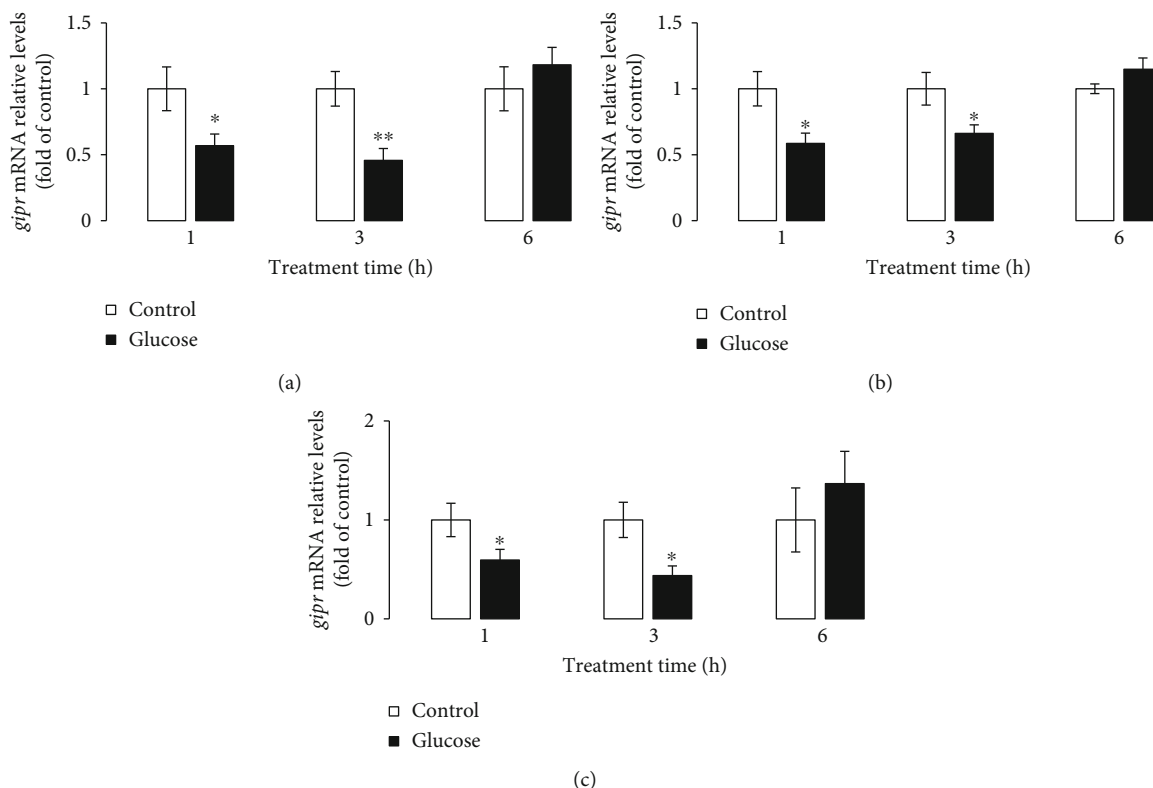 gipr mRNA relative levels
(fold of control)
1.5
1
0.5
0
*
**
1
3
6
Treatment time (h)
Control
Glucose
(a)
gipr mRNA relative levels
(fold of control)
1.5
1
0.5
0
*
*
1
3
6
Treatment time (h)
Control
Glucose
(b)
gipr mRNA relative levels
(fold of control)
2
1
0
*
*
1
3
6
Treatment time (h)
Control
Glucose
(c)